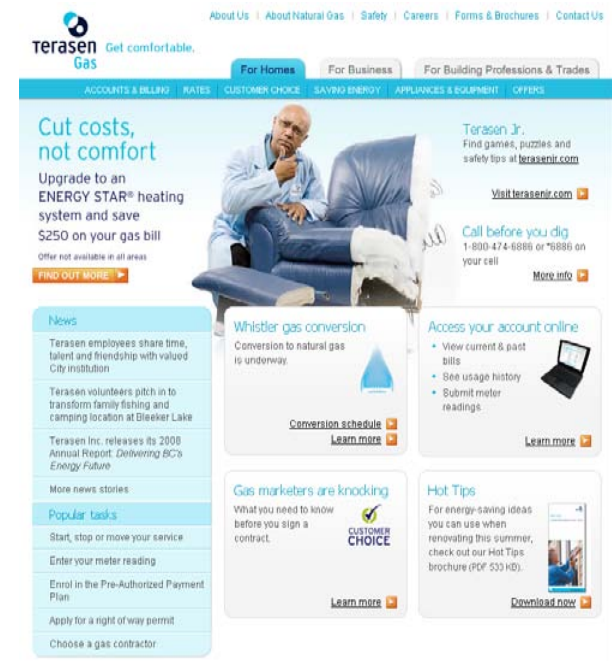 About Us | About Natural Gas | Safety | Careers | Forms & Brochures | Contact Us
Terasen Gas
Get comfortable.
For Homes
For Business
For Building Professions & Trades
ACCOUNTS & BILLING | RATES | CUSTOMER CHOICE | SAVING ENERGY | APPLIANCES & EQUIPMENT | OFFERS
Cut costs,
not comfort
Upgrade to an
ENERGY STAR® heating
system and save
$250 on your gas bill
Offer not available in all areas
FIND OUT MORE
Terasen Jr.
Find games, puzzles and
safety tips at terasenjr.com
Visit terasenjr.com
Call before you dig
1-800-474-6886 or *6886 on
your cell
More info
News
Terasen employees share time,
talent and friendship with valued
City institution
Terasen volunteers pitch in to
transform family fishing and
camping location at Bleeker Lake
Terasen Inc. releases its 2008
Annual Report: Delivering BC's
Energy Future
More news stories
Popular tasks
Start, stop or move your service
Enter your meter reading
Enrol in the Pre-Authorized Payment
Plan
Apply for a right of way permit
Choose a gas contractor
Whistler gas conversion
Conversion to natural gas
is underway.
Conversion schedule
Learn more
Access your account online
• View current & past
bills
• See usage history
• Submit meter
readings
Learn more
Gas marketers are knocking
What you need to know
before you sign a
contract.
CUSTOMER
CHOICE
Learn more
Hot Tips
For energy-saving ideas
you can use when
renovating this summer,
check out our Hot Tips
brochure (PDF 533 KB).
Download now